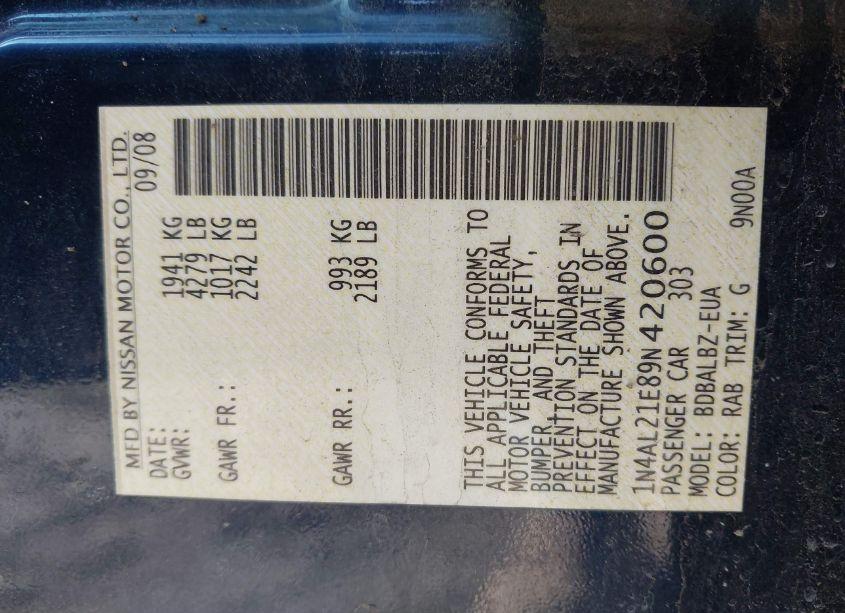 MFD BY NISSAN MOTOR CO., LTD.
DATE: 09/08
GVWR: 1941 KG
4279 LB
GAWR FR.: 1017 KG
2242 LB
GAWR RR.: 993 KG
2189 LB
THIS VEHICLE CONFORMS TO
ALL APPLICABLE FEDERAL
MOTOR VEHICLE SAFETY,
BUMPER, AND THEFT
PREVENTION STANDARDS IN
EFFECT ON THE DATE OF
MANUFACTURE SHOWN ABOVE.
1N4AL21E89N420600
PASSENGER CAR 303
MODEL: BDBALBZ-EUA
COLOR: RAB TRIM: G 9N00A